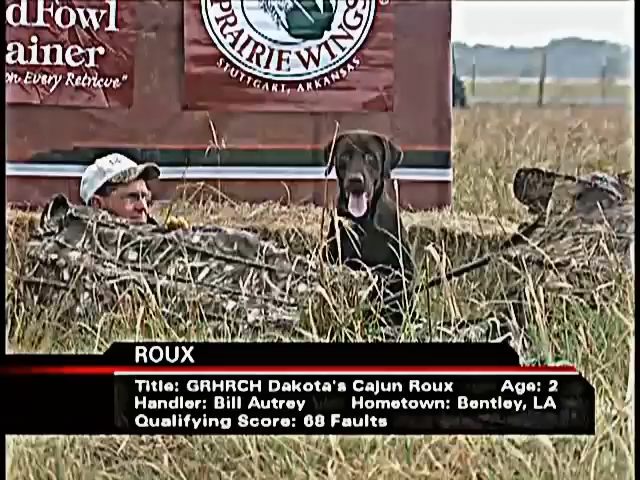 dFowl
ainer
on Every Retrieve"
PRAIRIE WINGS
STUTTGART, ARKANSAS
ROUX
Title: GRHRCH Dakota's Cajun Roux Age: 2
Handler: Bill Autrey Hometown: Bentley, LA
Qualifying Score: 68 Faults